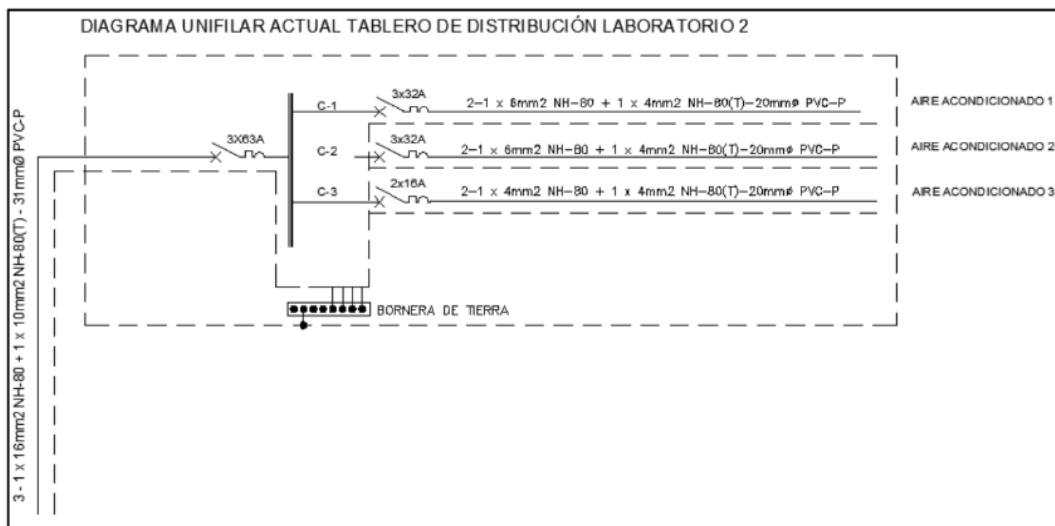 DIAGRAMA UNIFILAR ACTUAL TABLERO DE DISTRIBUCIÓN LABORATORIO 2
3X63A
C-1
3x32A
2-1 x 6mm2 NH-80 + 1 x 4mm2 NH-80(T)-20mmø PVC-P
AIRE ACONDICIONADO 1
C-2
3x32A
2-1 x 6mm2 NH-80 + 1 x 4mm2 NH-80(T)-20mmø PVC-P
AIRE ACONDICIONADO 2
C-3
2x16A
2-1 x 4mm2 NH-80 + 1 x 4mm2 NH-80(T)-20mmø PVC-P
AIRE ACONDICIONADO 3
BORNERA DE TIERRA
3 - 1 x 16mm2 NH-80 + 1 x 10mm2 NH-80(T) - 31mmØ PVC-P